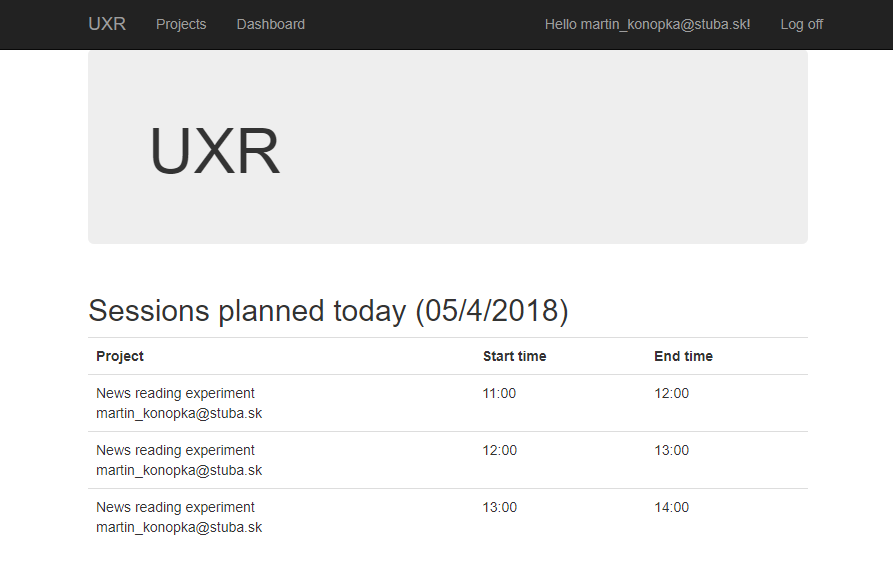 UXR Projects Dashboard Hello martin_konopka@stuba.sk! Log off
UXR
Sessions planned today (05/4/2018)
Project Start time End time
News reading experiment 11:00 12:00
martin_konopka@stuba.sk
News reading experiment 12:00 13:00
martin_konopka@stuba.sk
News reading experiment 13:00 14:00
martin_konopka@stuba.sk